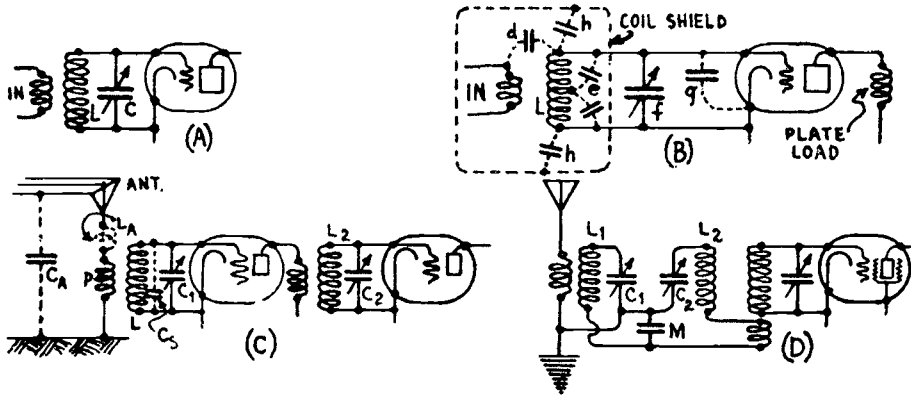 IN
L
C
(A)
d
h
COIL SHIELD
IN
L
e
f
g
h
(B)
PLATE
LOAD
ANT.
LA
CA
P
L
CS
C1
(C)
L2
C2
L1
C1
C2
L2
M
(D)